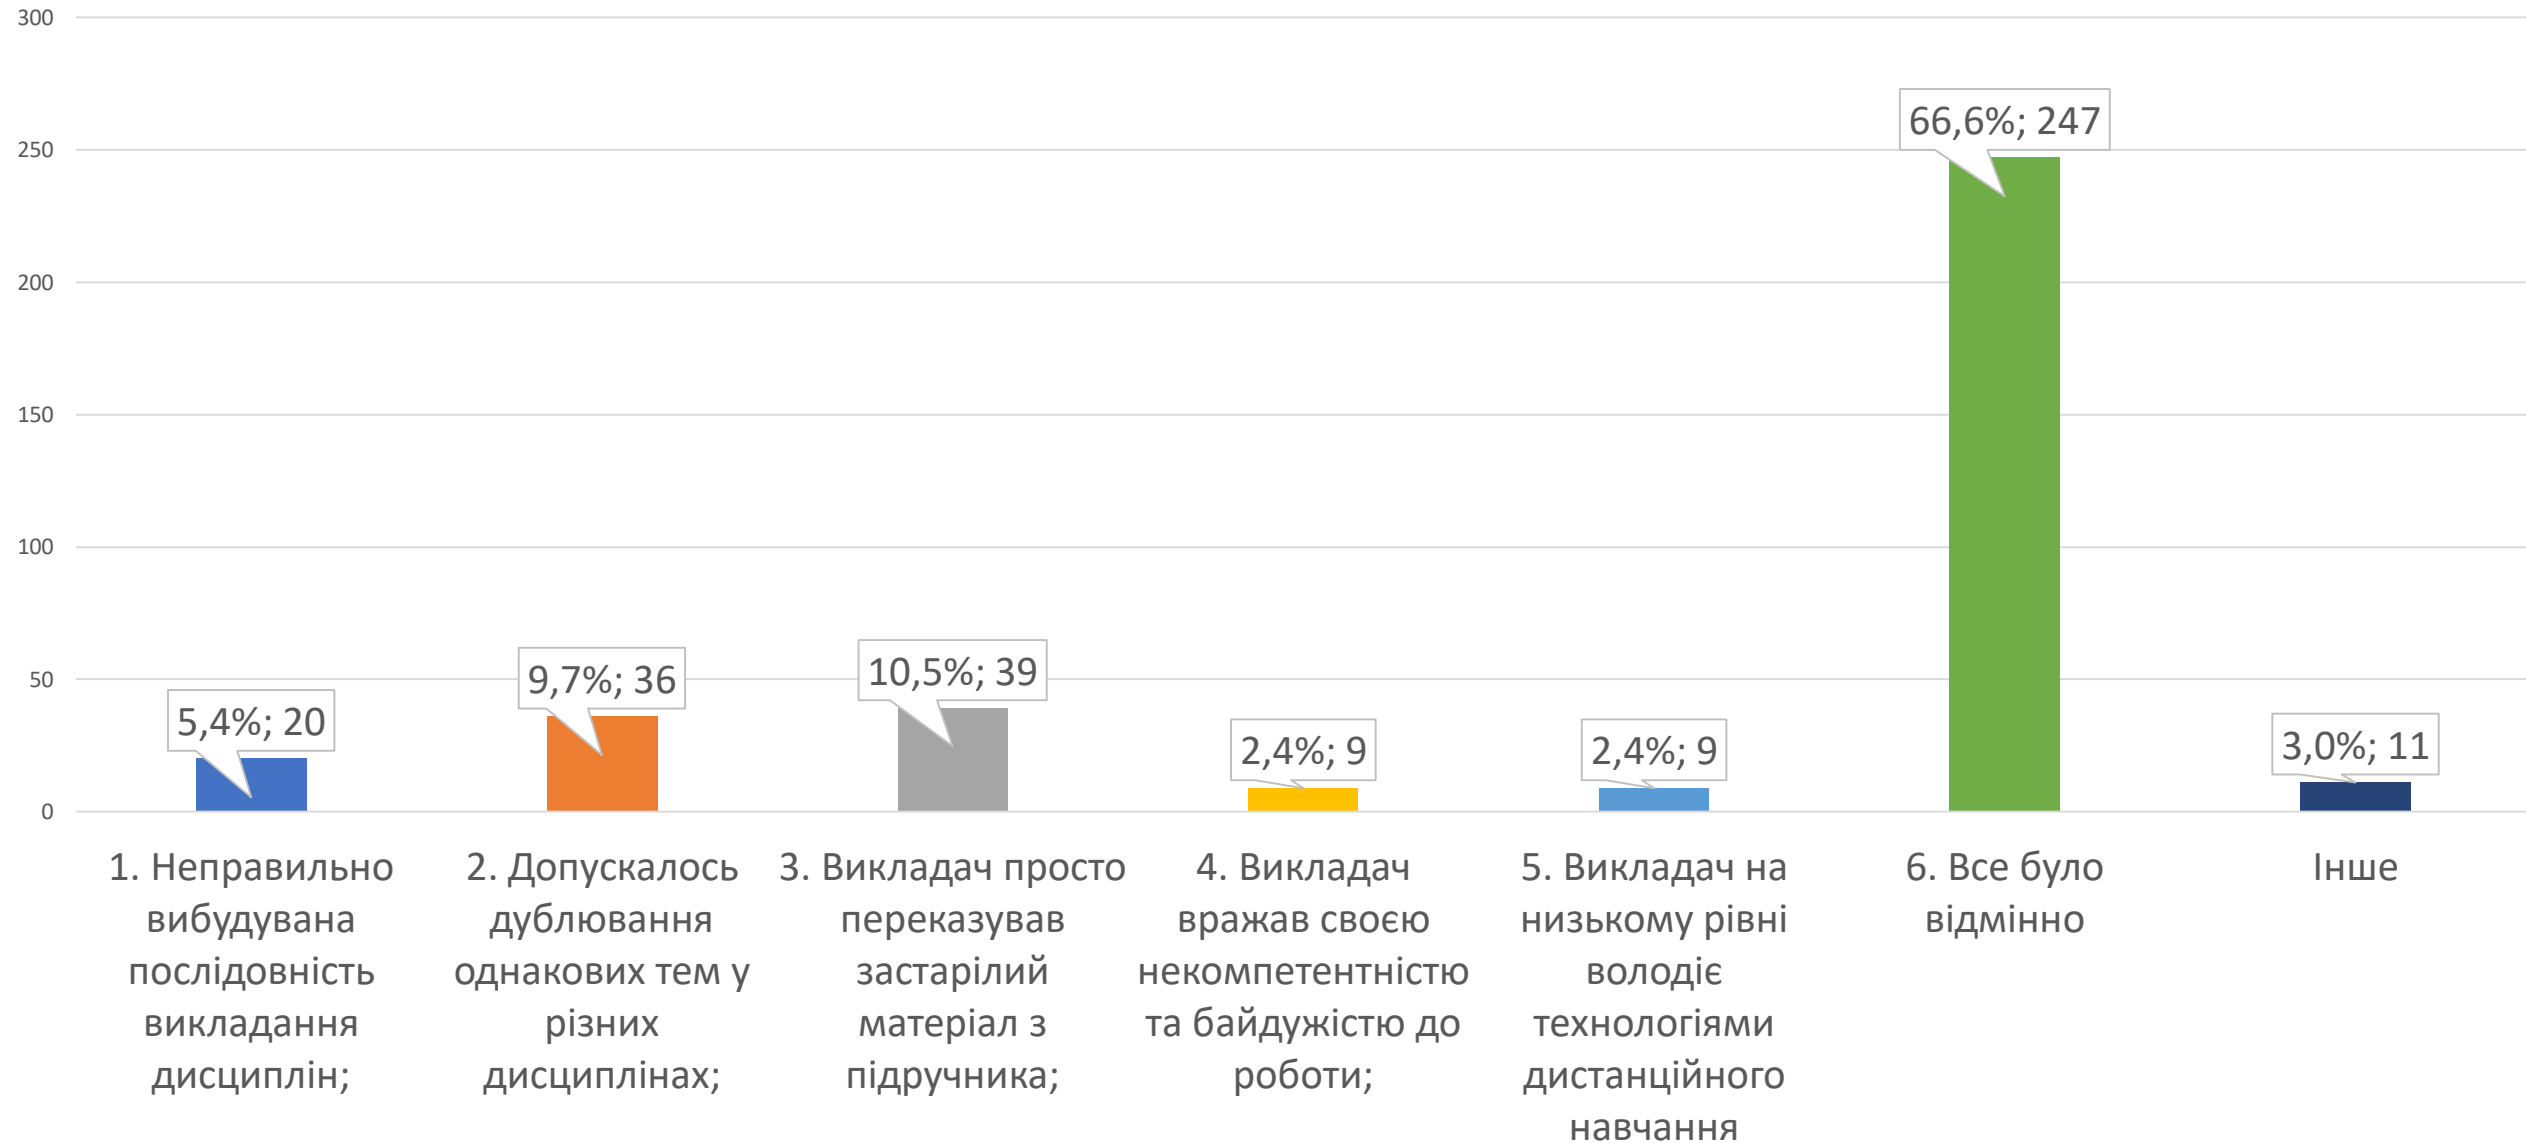 300
250
200
150
100
50
0
5,4%; 20
9,7%; 36
10,5%; 39
2,4%; 9
2,4%; 9
66,6%; 247
3,0%; 11
1. Неправильно
вибудувана
послідовність
викладання
дисциплін;
2. Допускалось
дублювання
однакових тем у
різних
дисциплінах;
3. Викладач просто
переказував
застарілий
матеріал з
підручника;
4. Викладач
вражав своєю
некомпетентністю
та байдужістю до
роботи;
5. Викладач на
низькому рівні
володіє
технологіями
дистанційного
навчання
6. Все було
відмінно
Інше